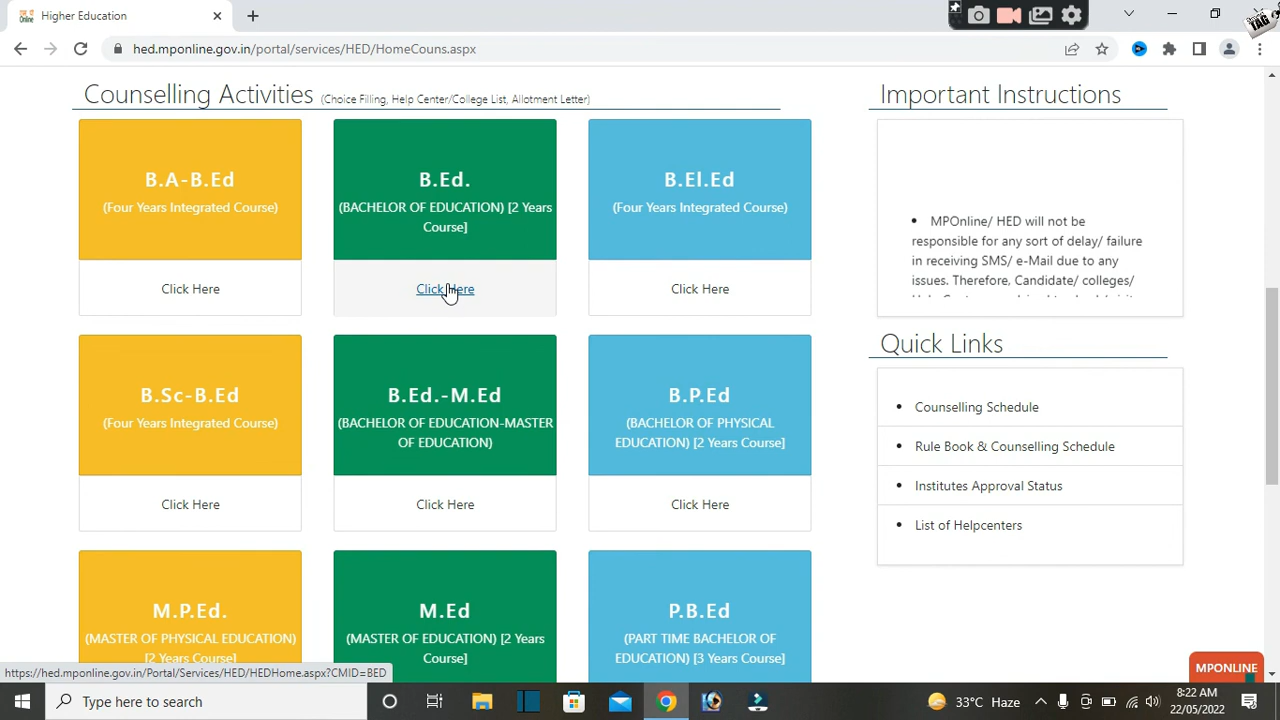 Higher Education
hed.mponline.gov.in/portal/services/HED/HomeCouns.aspx
Counselling Activities (Choice Filling, Help Center/College List, Allotment Letter)
B.A-B.Ed
(Four Years Integrated Course)
Click Here
B.Ed.
(BACHELOR OF EDUCATION) [2 Years
Course]
Click Here
B.El.Ed
(Four Years Integrated Course)
Click Here
B.Sc-B.Ed
(Four Years Integrated Course)
Click Here
B.Ed.-M.Ed
(BACHELOR OF EDUCATION-MASTER
OF EDUCATION)
Click Here
B.P.Ed
(BACHELOR OF PHYSICAL
EDUCATION) [2 Years Course]
Click Here
M.P.Ed.
(MASTER OF PHYSICAL EDUCATION)
[2 Years Course]
M.Ed
(MASTER OF EDUCATION) [2 Years
Course]
P.B.Ed
(PART TIME BACHELOR OF
EDUCATION) [3 Years Course]
Important Instructions
MPOnline/ HED will not be
responsible for any sort of delay/ failure
in receiving SMS/ e-Mail due to any
issues. Therefore, Candidate/ colleges/
Quick Links
Counselling Schedule
Rule Book & Counselling Schedule
Institutes Approval Status
List of Helpcenters
MPONLINE
https://hed.mponline.gov.in/Portal/Services/HED/HEDHome.aspx?CMID=BED
Type here to search
33°C Haze
8:22 AM
22/05/2022